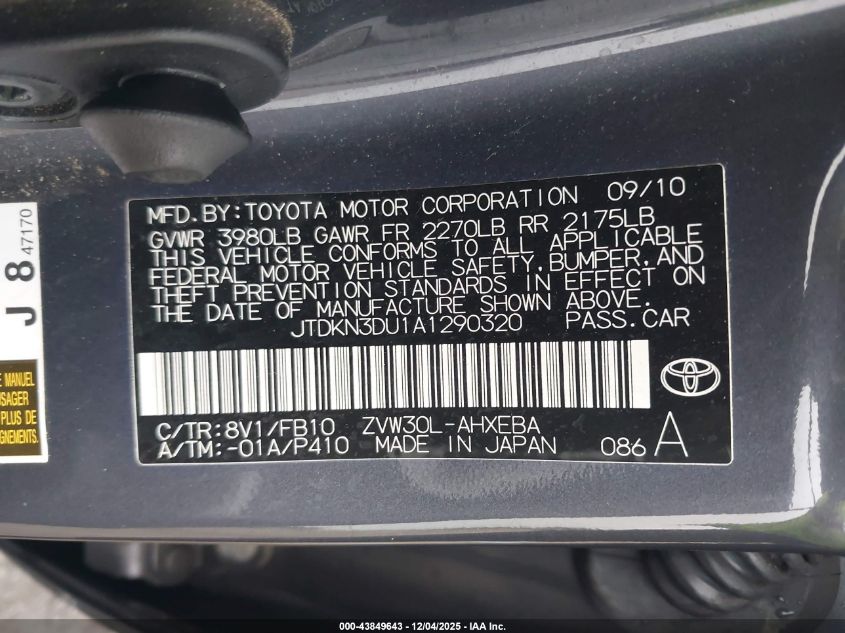 MFD. BY: TOYOTA MOTOR CORPORATION 09/10
GVWR 3980LB GAWR FR 2270LB RR 2175LB
THIS VEHICLE CONFORMS TO ALL APPLICABLE
FEDERAL MOTOR VEHICLE SAFETY, BUMPER, AND
THEFT PREVENTION STANDARDS IN EFFECT ON
THE DATE OF MANUFACTURE SHOWN ABOVE.
JTDKN3DU1A1290320 PASS. CAR
C/TR: 8V1/FB10 ZVW30L-AHXEBA
A/TM: -01A/P410 MADE IN JAPAN 086 A
J 8 47170
MANUEL
USAGER
PLUS
D'ENSEIGNEMENTS
000-43849643 - 12/04/2025 - IAA Inc.